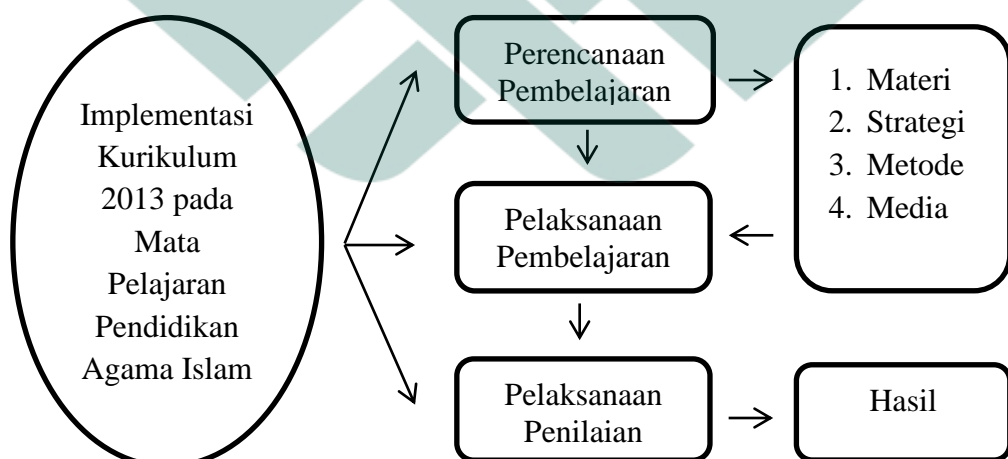 Implementasi
Kurikulum
2013 pada
Mata
Pelajaran
Pendidikan
Agama Islam
Perencanaan
Pembelajaran
1. Materi
2. Strategi
3. Metode
4. Media
Pelaksanaan
Pembelajaran
Pelaksanaan
Penilaian
Hasil